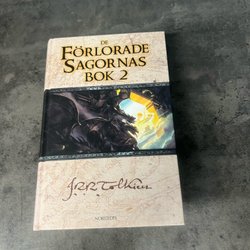 DE
FÖRLORADE
SAGORNAS
BOK 2
J.R.R. Tolkien
NORSTEDTS